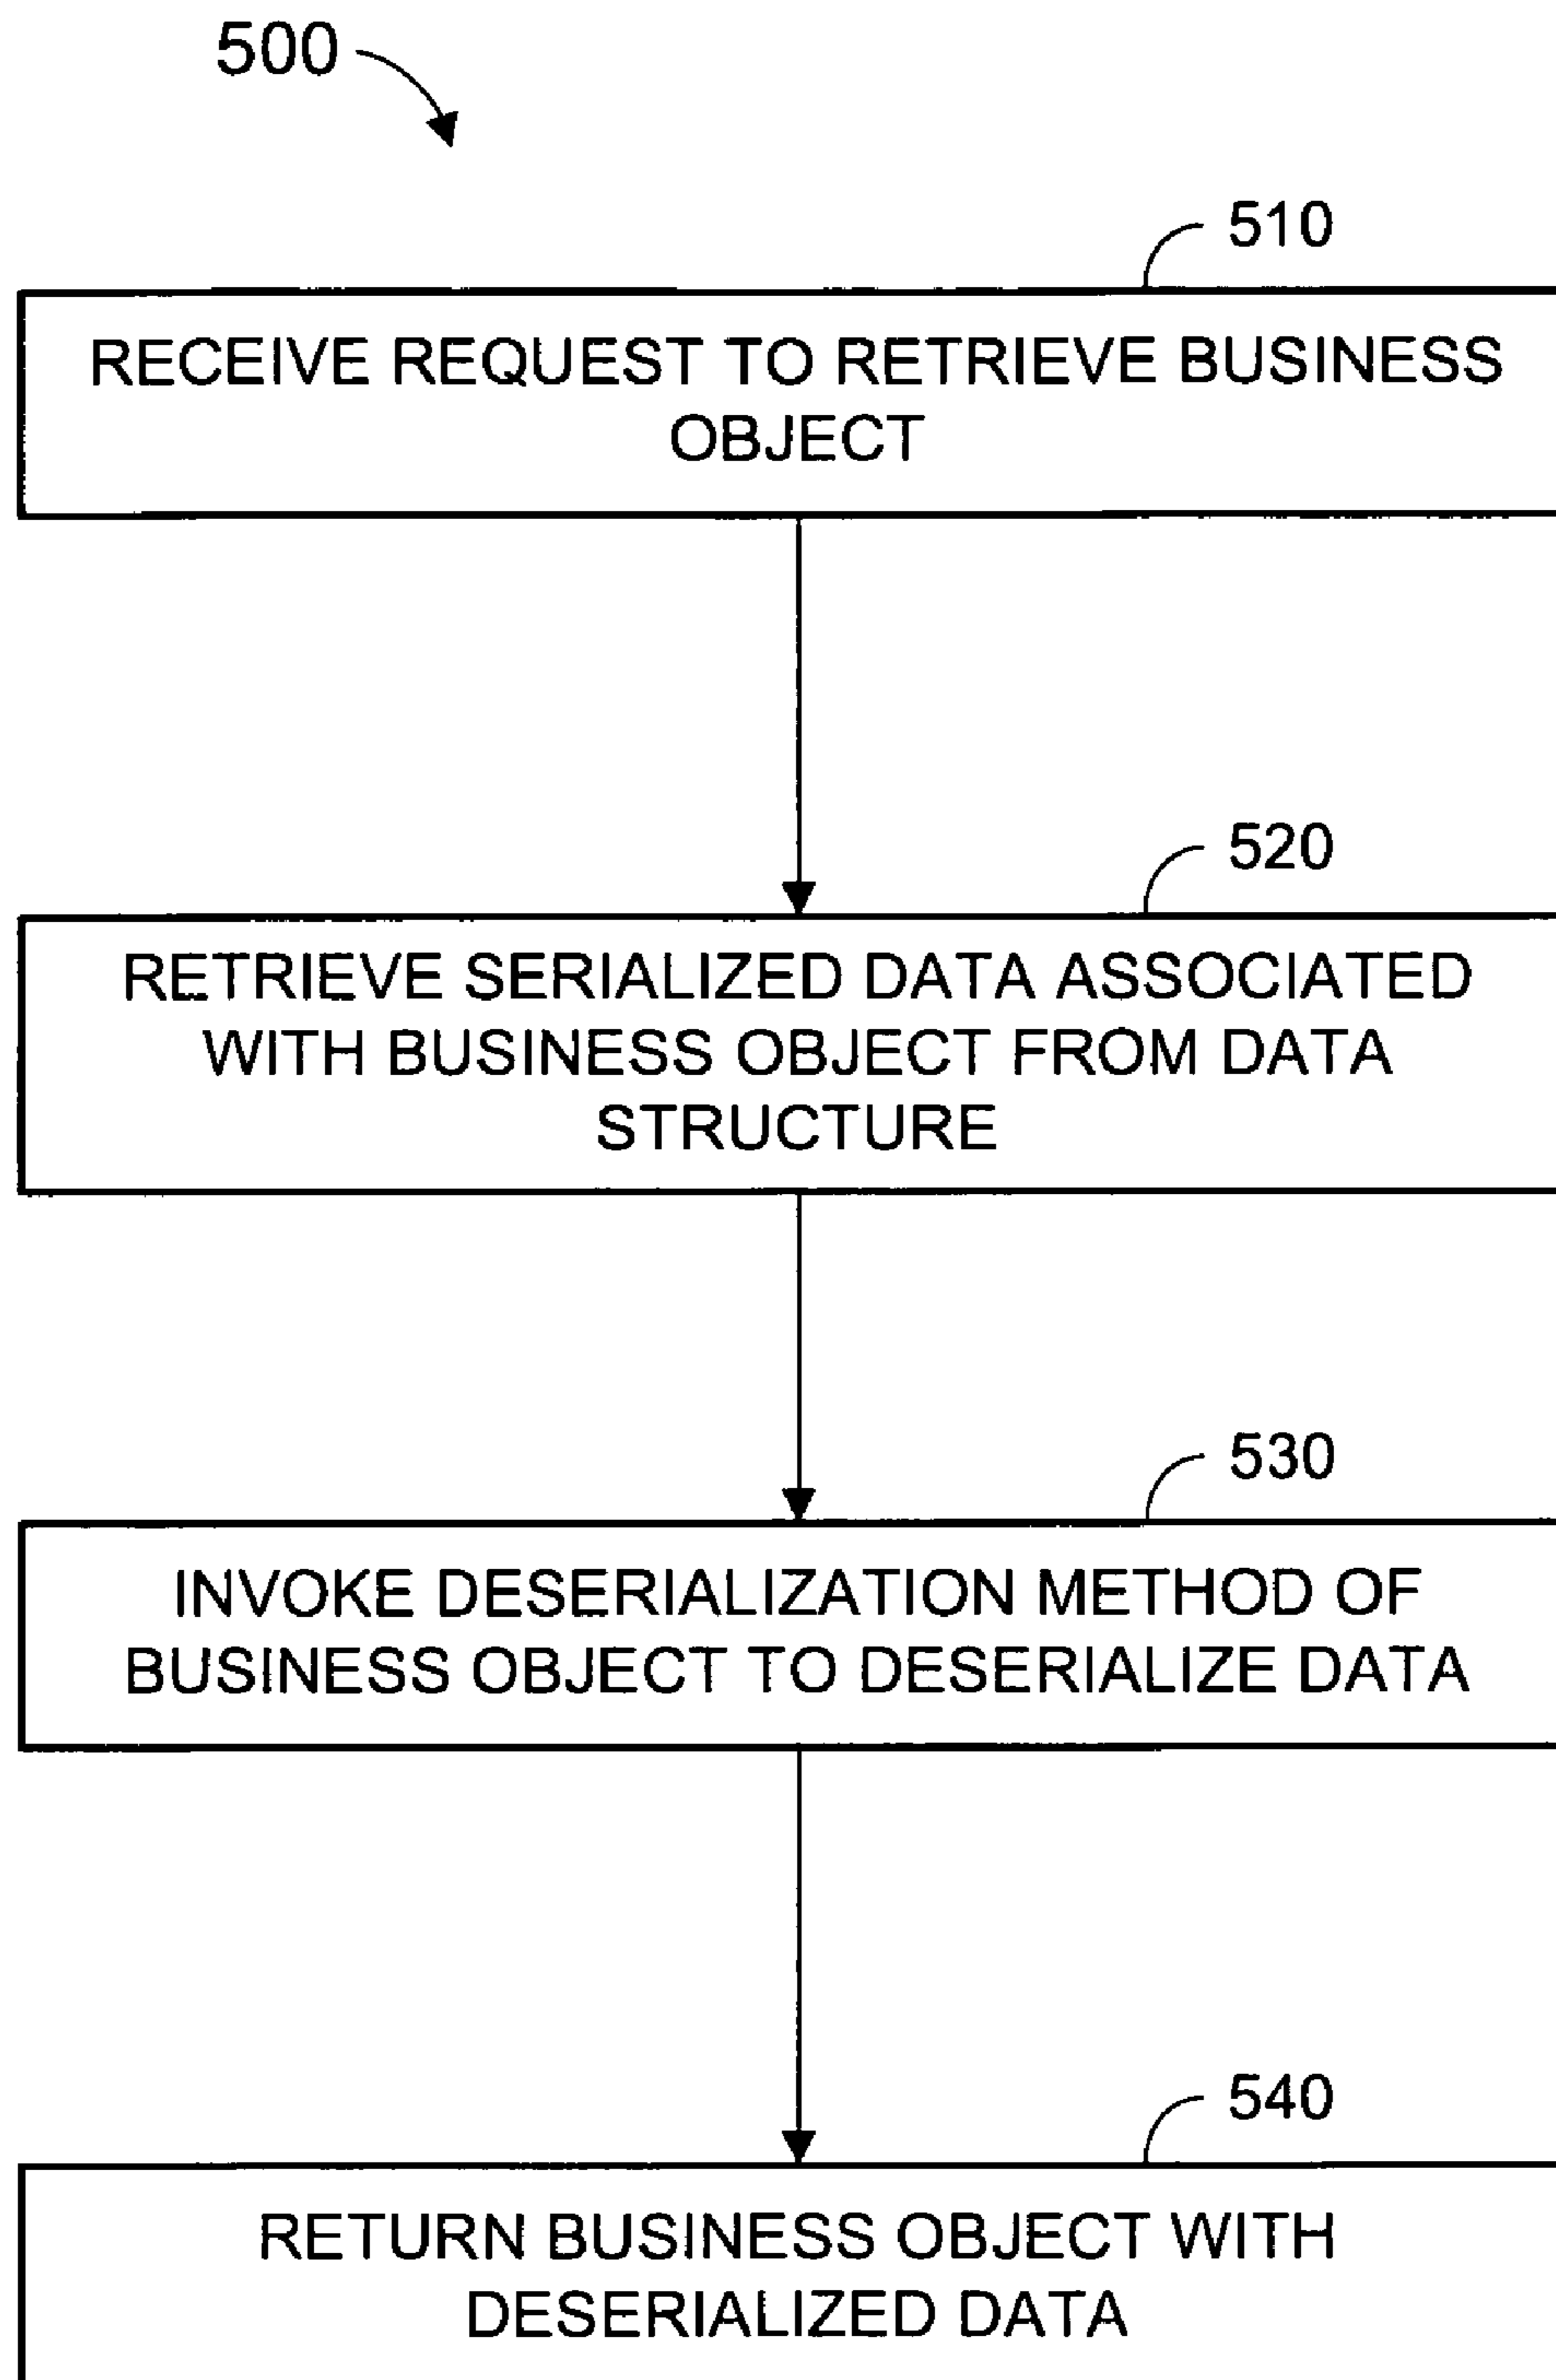 500
510
RECEIVE REQUEST TO RETRIEVE BUSINESS
OBJECT
520
RETRIEVE SERIALIZED DATA ASSOCIATED
WITH BUSINESS OBJECT FROM DATA
STRUCTURE
530
INVOKE DESERIALIZATION METHOD OF
BUSINESS OBJECT TO DESERIALIZE DATA
540
RETURN BUSINESS OBJECT WITH
DESERIALIZED DATA